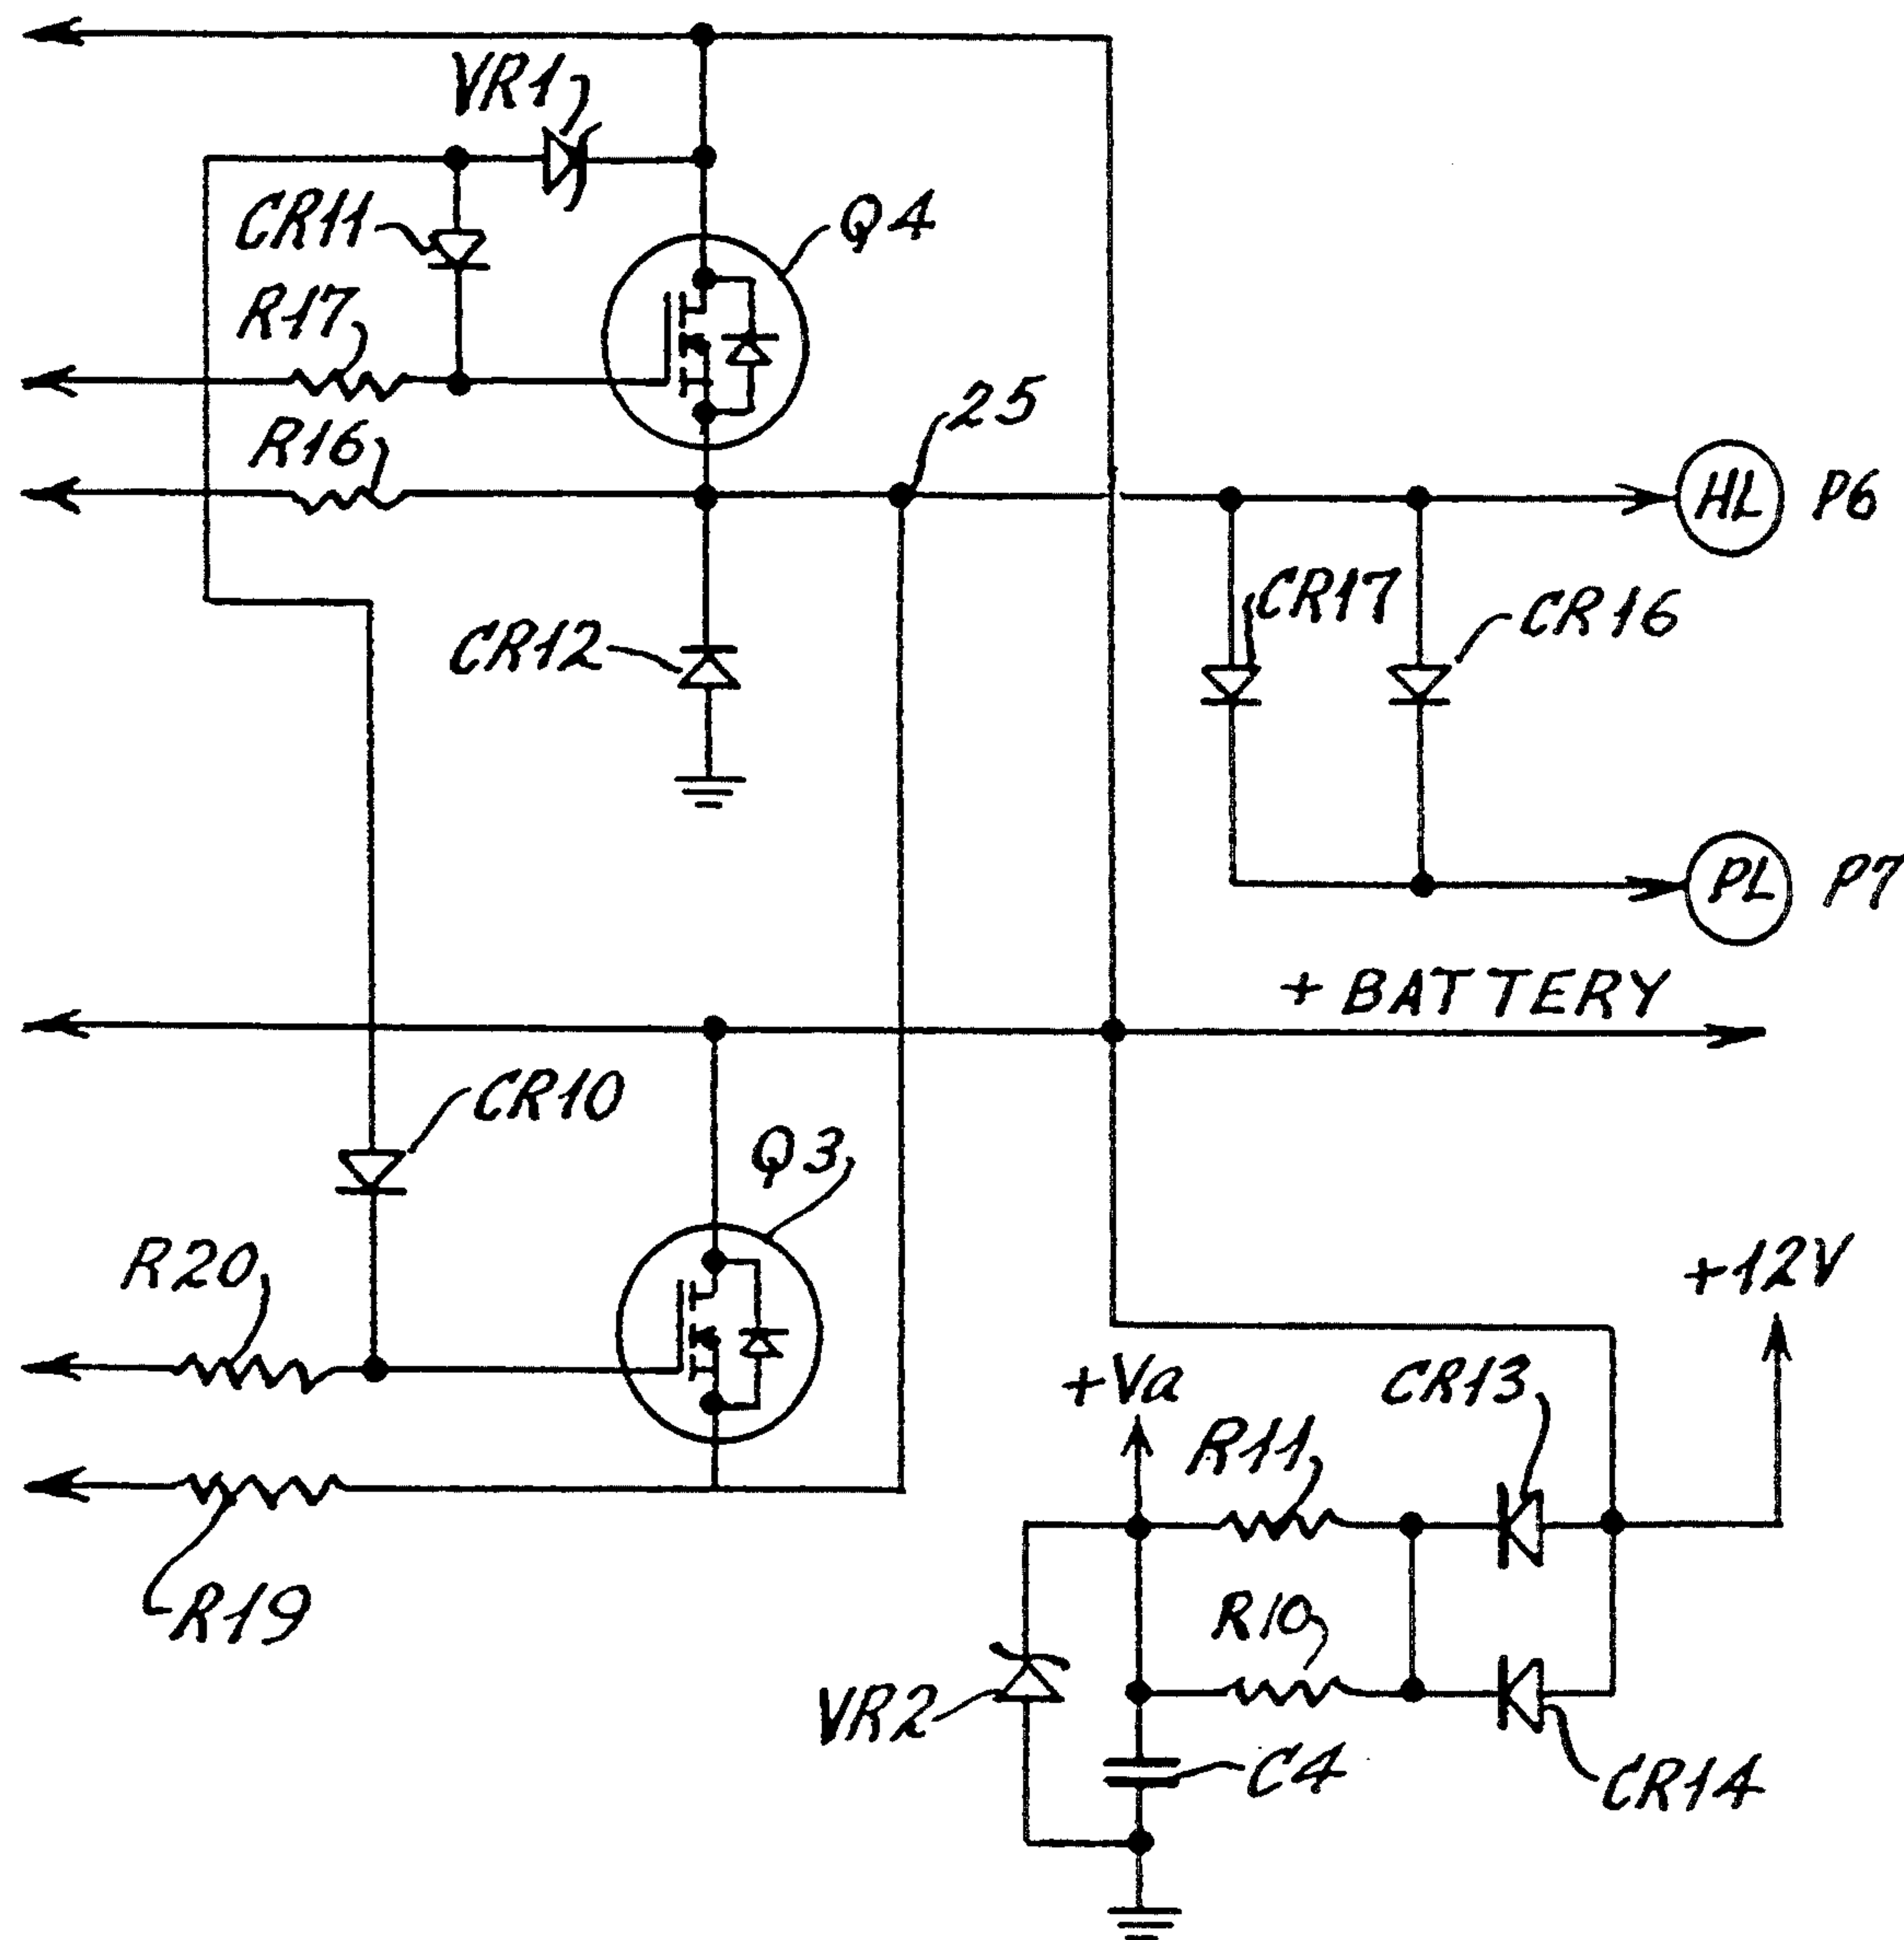 VR1
CR11
Q4
R17
25
R16
HL P6
CR17
CR16
CR12
PL P7
+ BATTERY
CR10
Q3
R20
+12V
+Va
CR13
R11
R19
R10
VR2
C4
CR14